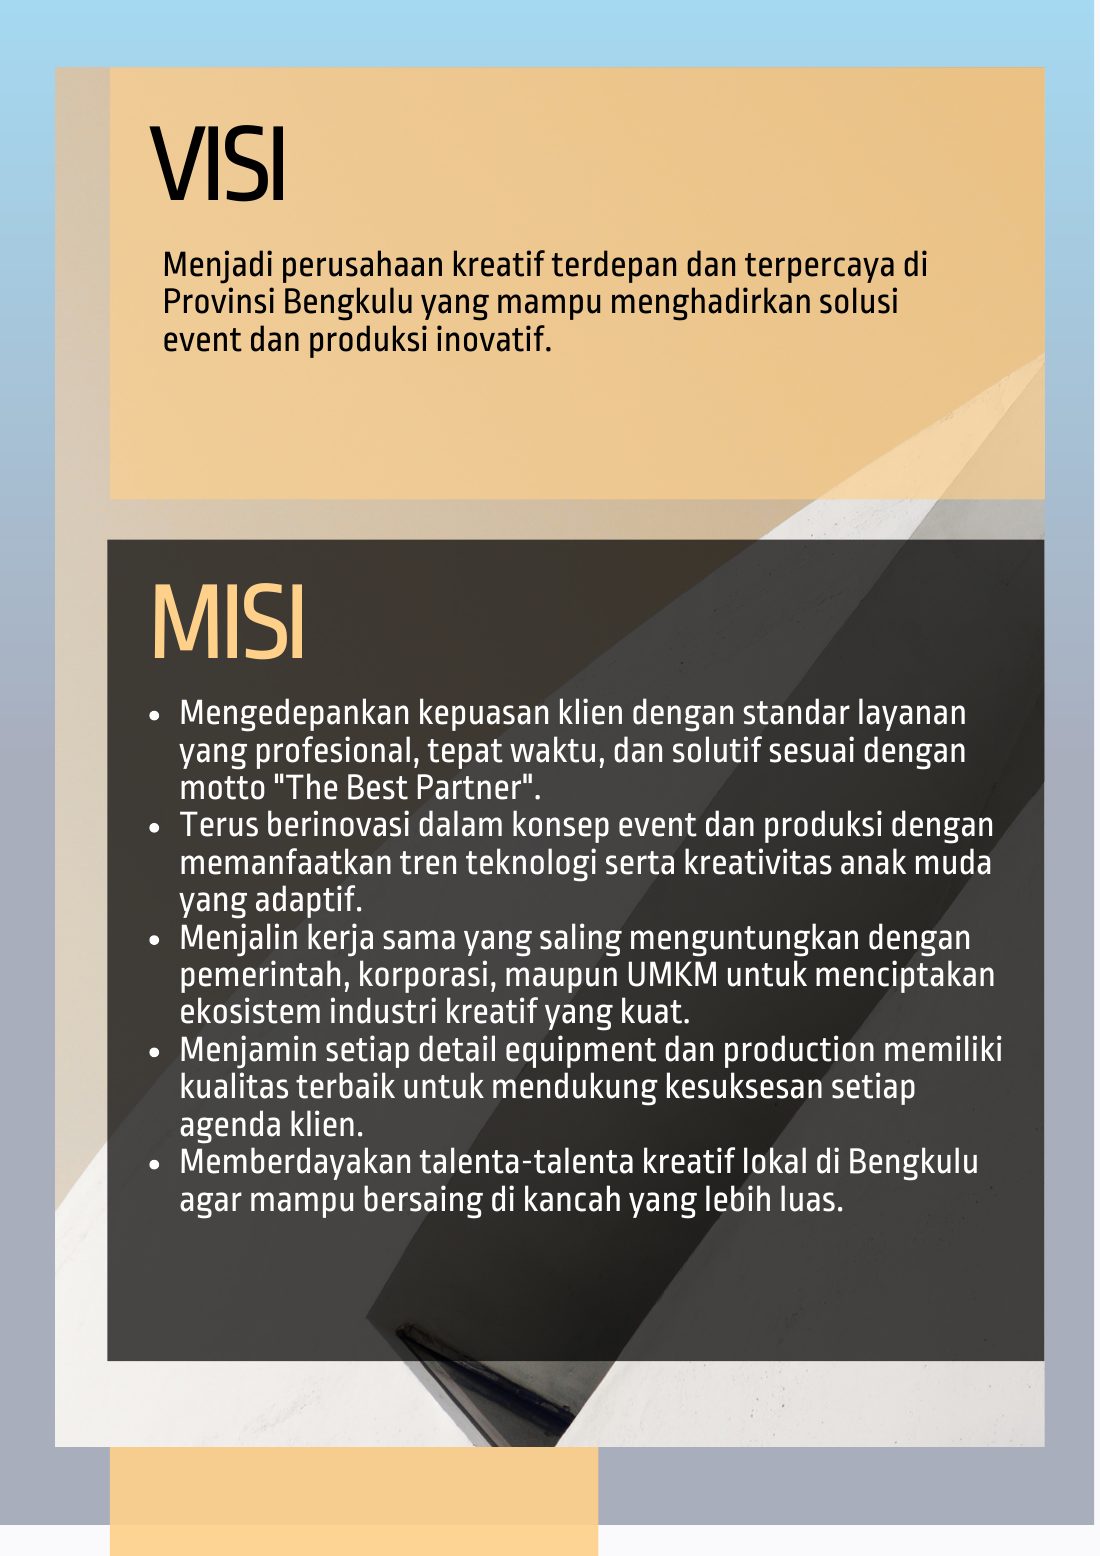 VISI
Menjadi perusahaan kreatif terdepan dan terpercaya di
Provinsi Bengkulu yang mampu menghadirkan solusi
event dan produksi inovatif.
MISI
• Mengedepankan kepuasan klien dengan standar layanan
yang profesional, tepat waktu, dan solutif sesuai dengan
motto "The Best Partner".
• Terus berinovasi dalam konsep event dan produksi dengan
memanfaatkan tren teknologi serta kreativitas anak muda
yang adaptif.
• Menjalin kerja sama yang saling menguntungkan dengan
pemerintah, korporasi, maupun UMKM untuk menciptakan
ekosistem industri kreatif yang kuat.
• Menjamin setiap detail equipment dan production memiliki
kualitas terbaik untuk mendukung kesuksesan setiap
agenda klien.
• Memberdayakan talenta-talenta kreatif lokal di Bengkulu
agar mampu bersaing di kancah yang lebih luas.